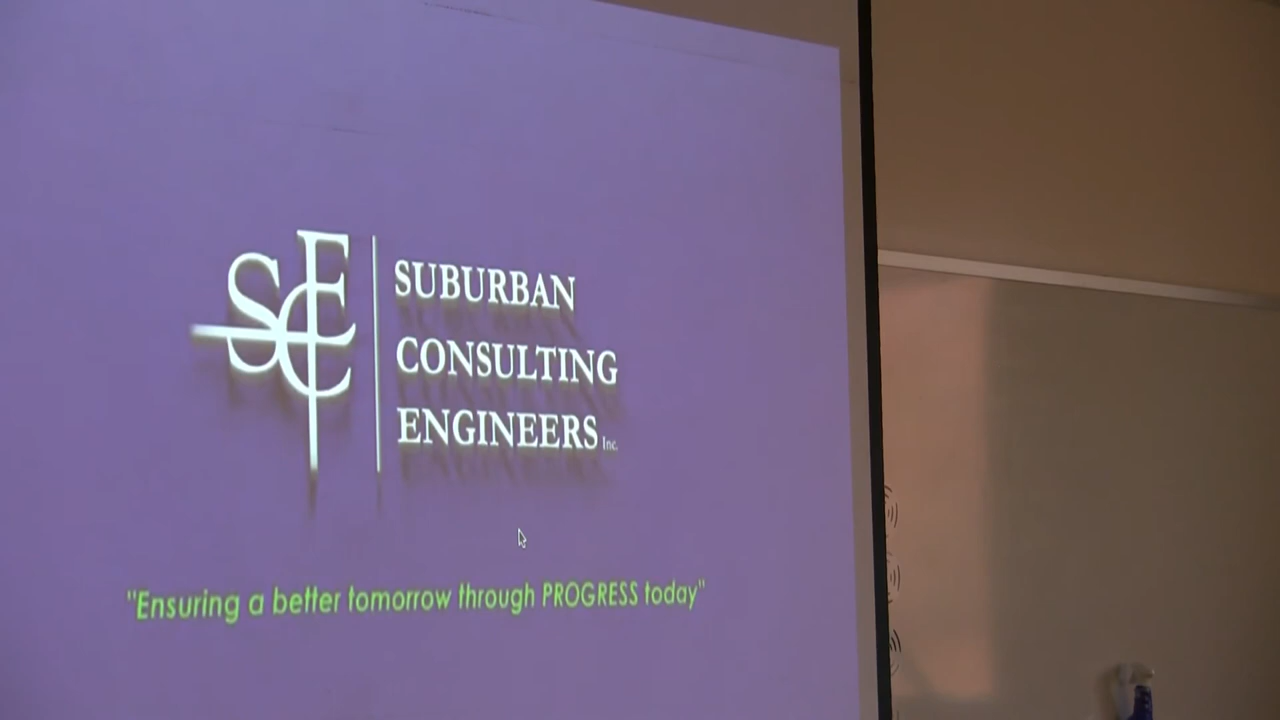 SCE
SUBURBAN
CONSULTING
ENGINEERS Inc.
"Ensuring a better tomorrow through PROGRESS today"